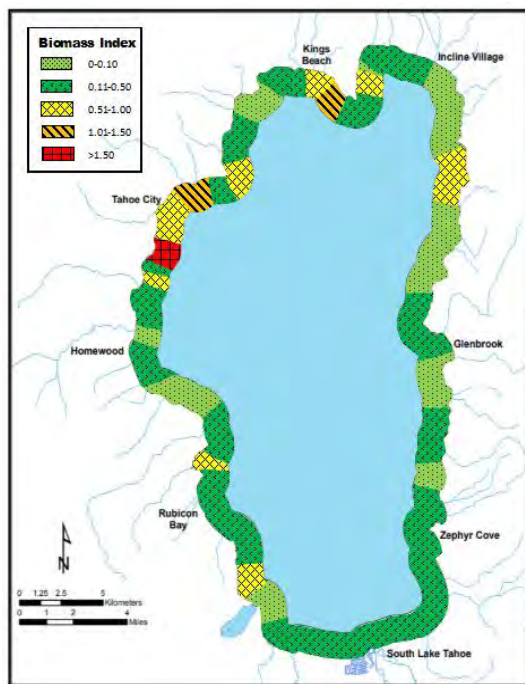 Biomass Index
0-0.10
0.11-0.50
0.51-1.00
1.01-1.50
>1.50
Kings
Beach
Incline Village
Tahoe City
Homewood
Glenbrook
Rubicon
Bay
Zephyr Cove
South Lake Tahoe
N
0 1.25 2.5 5
Kilometers
0 1 2 4
Miles